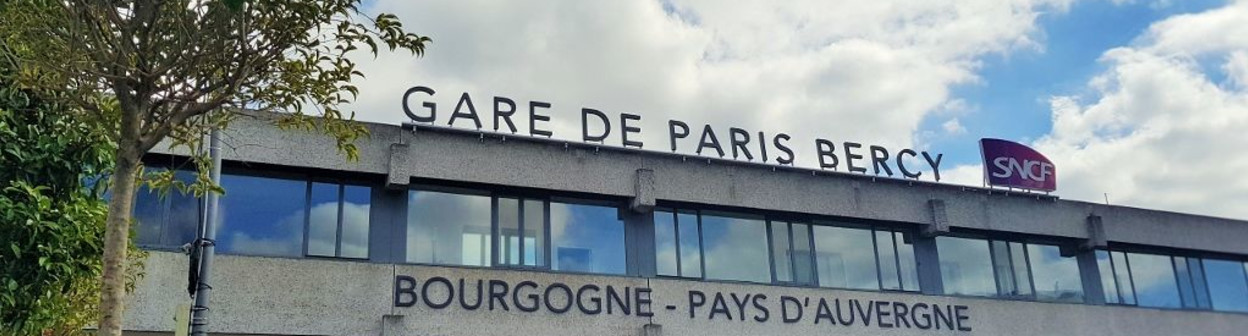 GARE DE PARIS BERCY
SNCF
BOURGOGNE - PAYS D'AUVERGNE